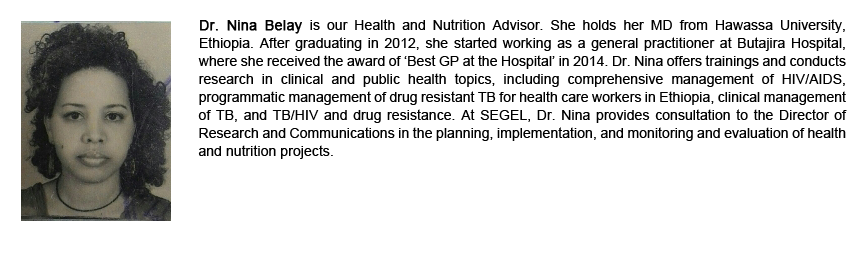 Dr. Nina Belay is our Health and Nutrition Advisor. She holds her MD from Hawassa University,
Ethiopia. After graduating in 2012, she started working as a general practitioner at Butajira Hospital,
where she received the award of ‘Best GP at the Hospital’ in 2014. Dr. Nina offers trainings and conducts
research in clinical and public health topics, including comprehensive management of HIV/AIDS,
programmatic management of drug resistant TB for health care workers in Ethiopia, clinical management
of TB, and TB/HIV and drug resistance. At SEGEL, Dr. Nina provides consultation to the Director of
Research and Communications in the planning, implementation, and monitoring and evaluation of health
and nutrition projects.